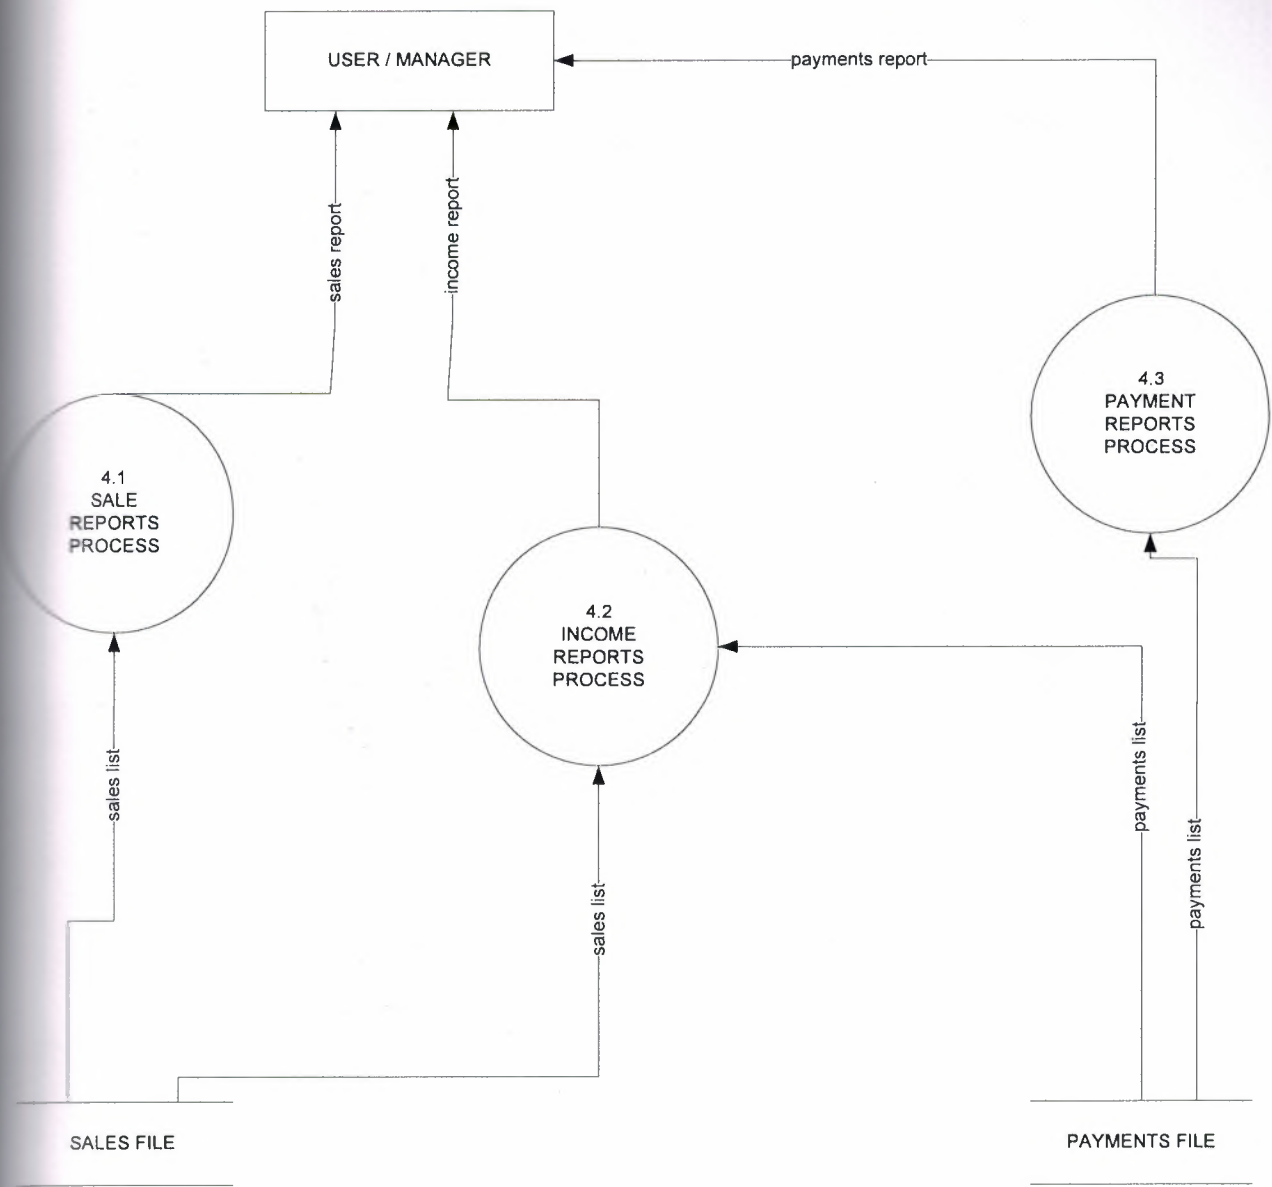 USER / MANAGER
payments report
sales report
income report
4.3
PAYMENT
REPORTS
PROCESS
4.1
SALE
REPORTS
PROCESS
4.2
INCOME
REPORTS
PROCESS
sales list
payments list
payments list
sales list
SALES FILE
PAYMENTS FILE